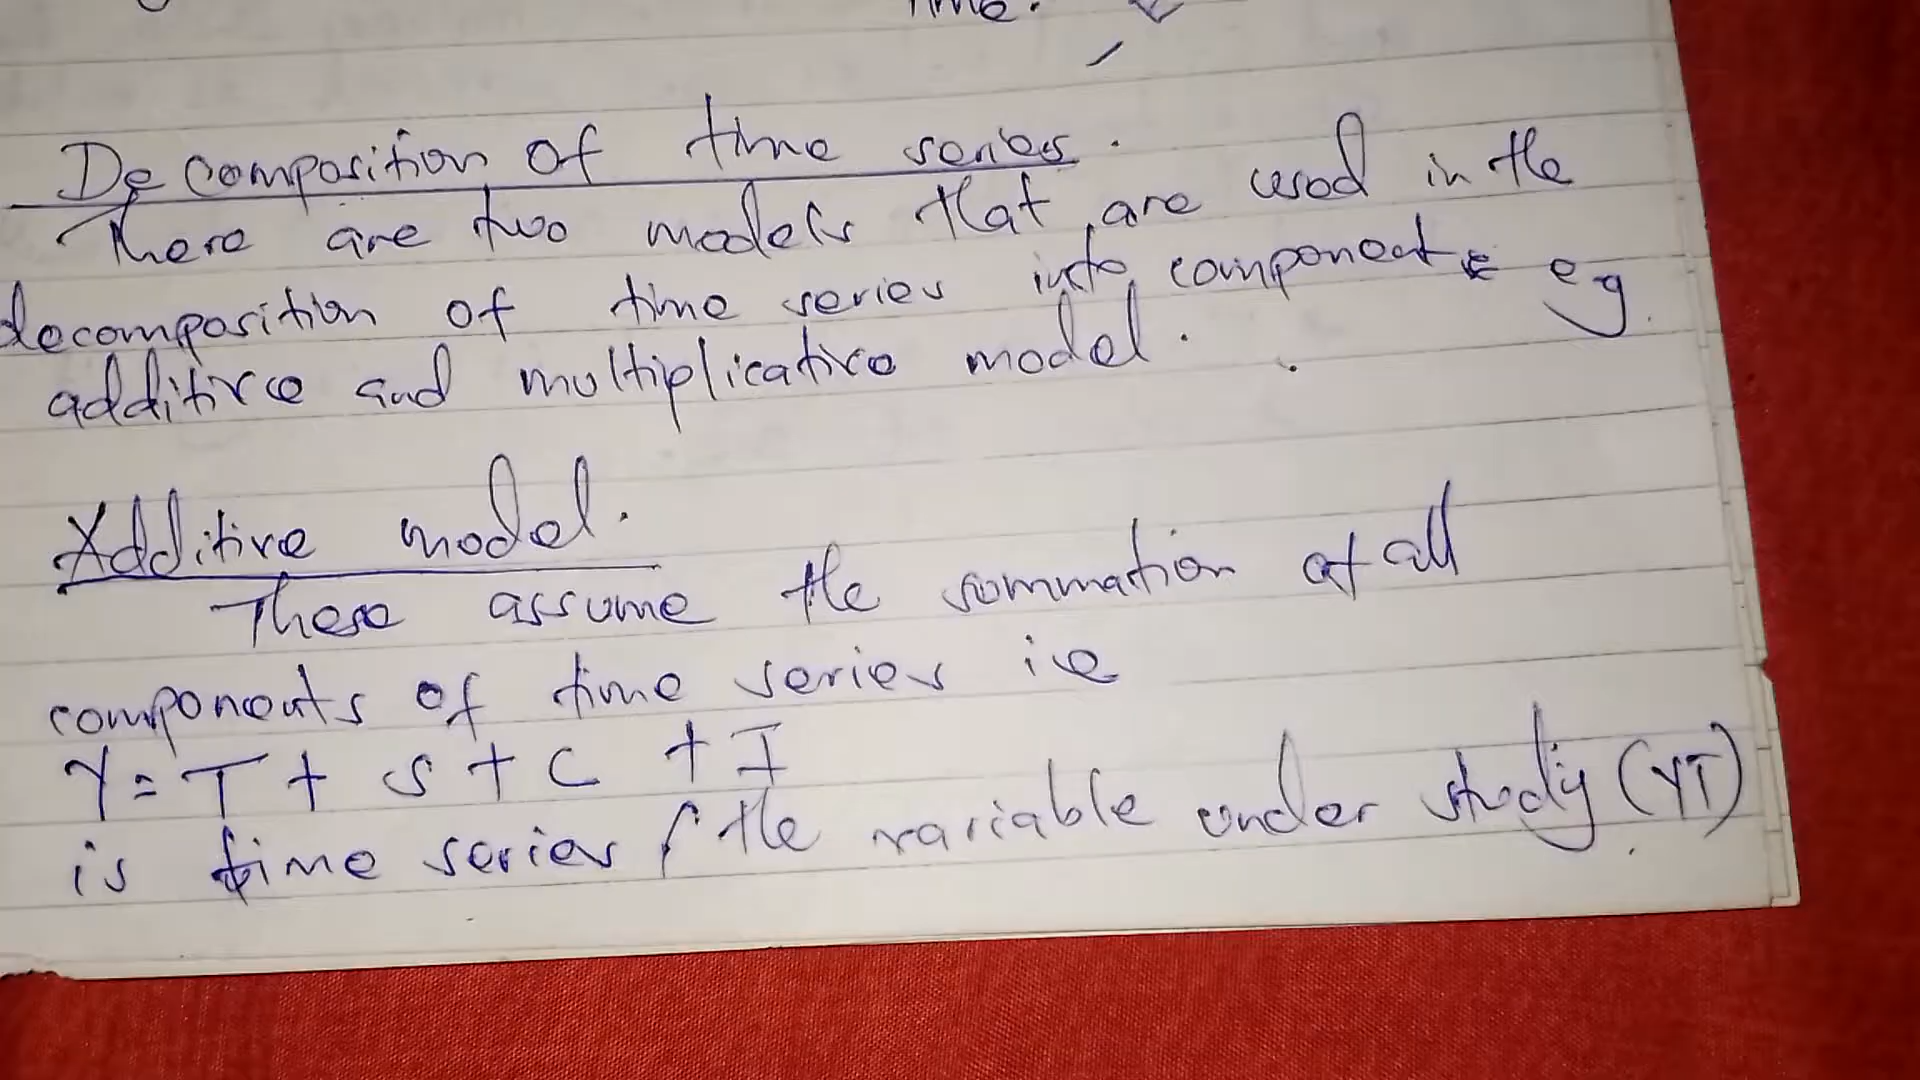 time.
Decomposition of time series.
There are two models that are used in the
decomposition of time series into components eg
additive and multiplicative model.
Additive model.
These assume the summation of all
components of time series ie
Y = T + S + C + I
is time series / the variable under study (YT)